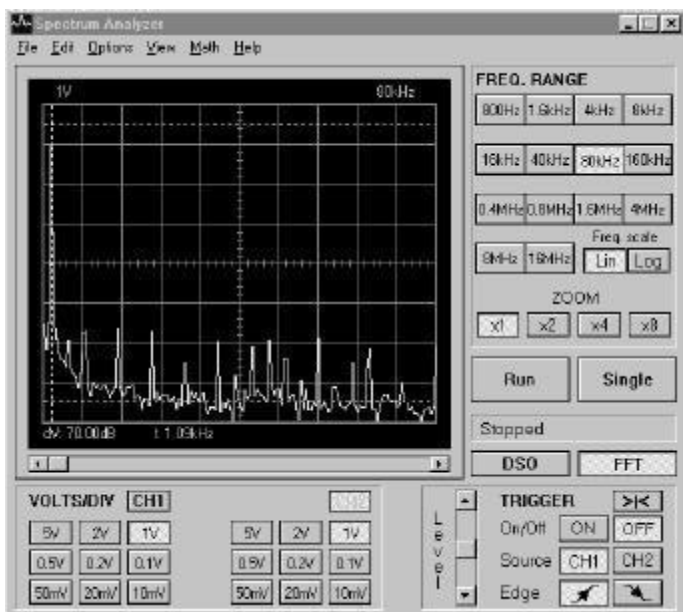 Spectrum Analyzer
File Edit Options View Math Help
1V 80kHz
dV: 70.00dB f: 1.09kHz
FREQ. RANGE
800Hz 1.6kHz 4kHz 8kHz
16kHz 40kHz 80kHz 160kHz
0.4MHz 0.8MHz 1.6MHz 4MHz
8MHz 16MHz
Freq. scale
Lin Log
ZOOM
x1 x2 x4 x8
Run Single
Stopped
DSO FFT
VOLTS/DIV CH1 CH2
5V 2V 1V
0.5V 0.2V 0.1V
50mV 20mV 10mV
5V 2V 1V
0.5V 0.2V 0.1V
50mV 20mV 10mV
Level
TRIGGER
On/Off ON OFF
Source CH1 CH2
Edge